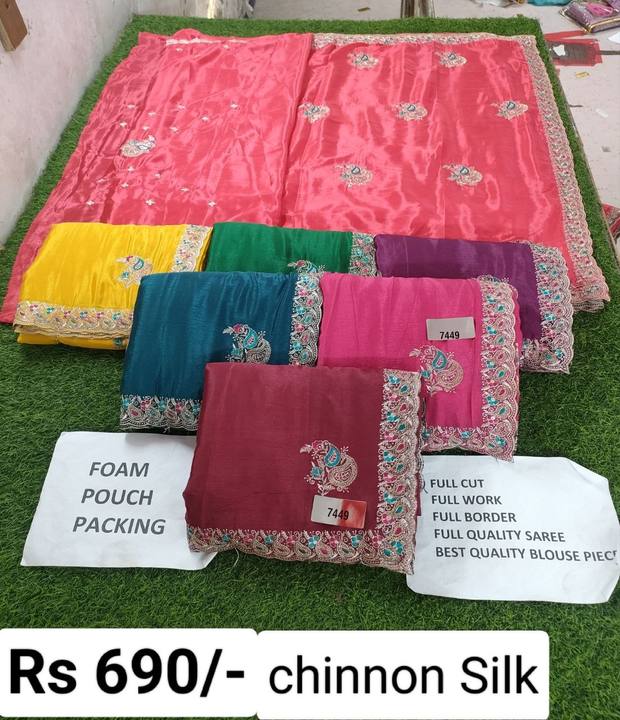 7449
7449
FOAM
POUCH
PACKING
FULL CUT
FULL WORK
FULL BORDER
FULL QUALITY SAREE
BEST QUALITY BLOUSE PIEC
Rs 690/- chinnon Silk